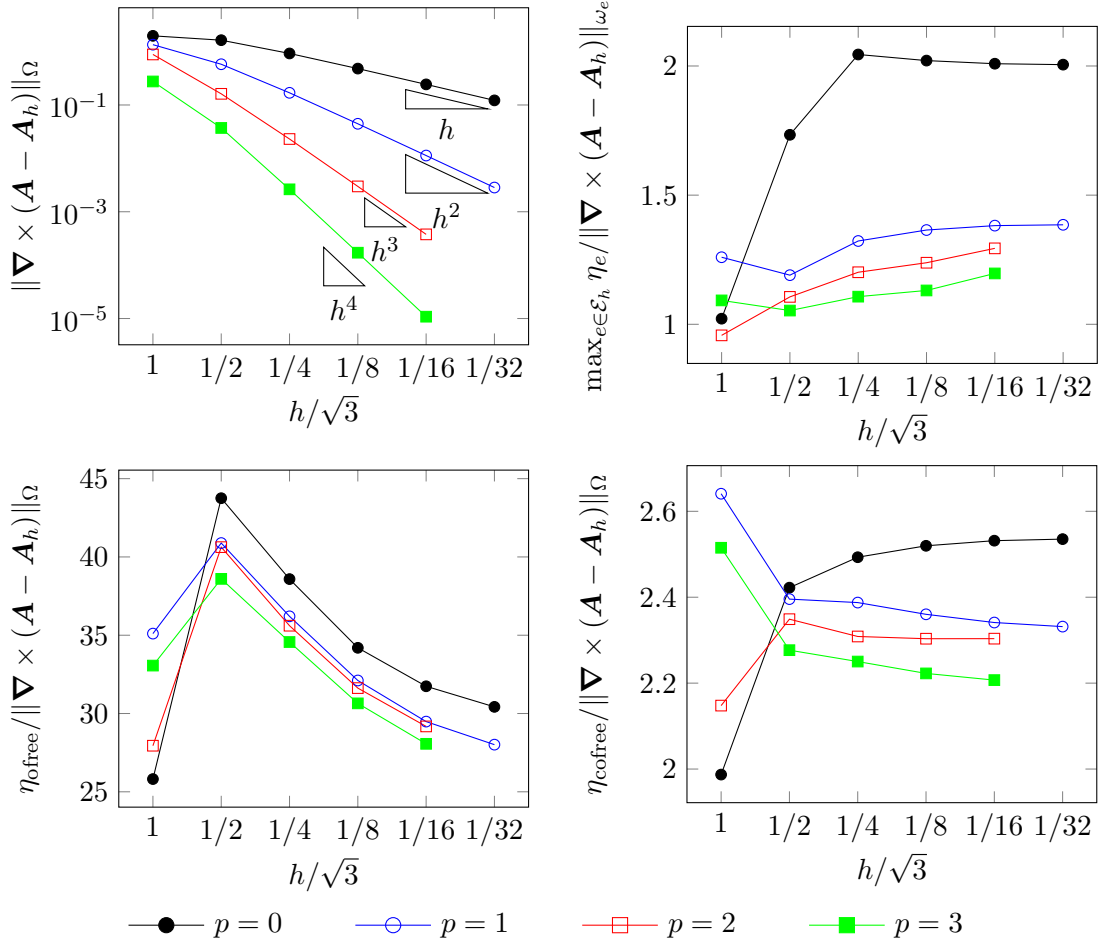 ‖∇ × (A − A_h)‖_Ω
10^−1
10^−3
10^−5
h
h^2
h^3
h^4
1 1/2 1/4 1/8 1/16 1/32
h/√3
max_{e∈ℰ_h} η_e/‖∇ × (A − A_h)‖_{ω_e}
2
1.5
1
1 1/2 1/4 1/8 1/16 1/32
h/√3
η_ofree/‖∇ × (A − A_h)‖_Ω
45
40
35
30
25
1 1/2 1/4 1/8 1/16 1/32
h/√3
η_cofree/‖∇ × (A − A_h)‖_Ω
2.6
2.4
2.2
2
1 1/2 1/4 1/8 1/16 1/32
h/√3
p = 0 p = 1 p = 2 p = 3